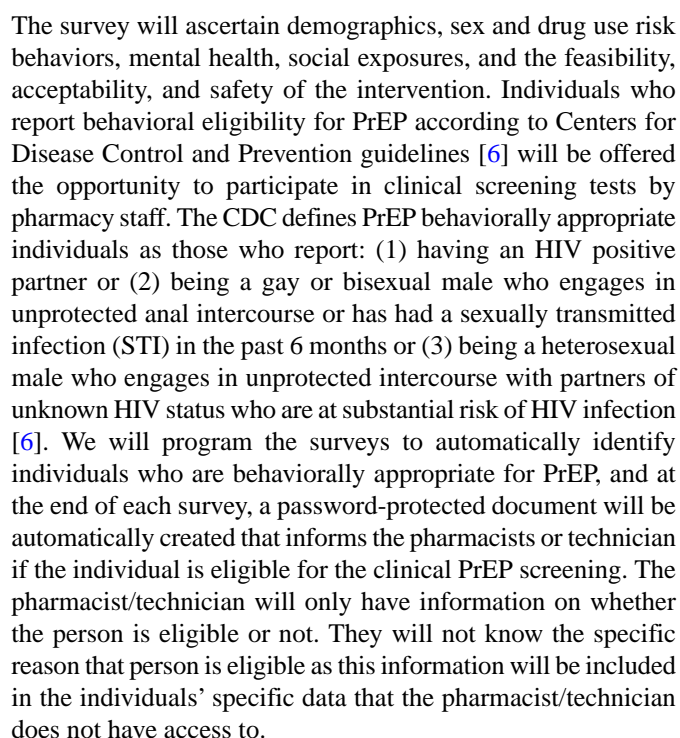 The survey will ascertain demographics, sex and drug use risk
behaviors, mental health, social exposures, and the feasibility,
acceptability, and safety of the intervention. Individuals who
report behavioral eligibility for PrEP according to Centers for
Disease Control and Prevention guidelines [6] will be offered
the opportunity to participate in clinical screening tests by
pharmacy staff. The CDC defines PrEP behaviorally appropriate
individuals as those who report: (1) having an HIV positive
partner or (2) being a gay or bisexual male who engages in
unprotected anal intercourse or has had a sexually transmitted
infection (STI) in the past 6 months or (3) being a heterosexual
male who engages in unprotected intercourse with partners of
unknown HIV status who are at substantial risk of HIV infection
[6]. We will program the surveys to automatically identify
individuals who are behaviorally appropriate for PrEP, and at
the end of each survey, a password-protected document will be
automatically created that informs the pharmacists or technician
if the individual is eligible for the clinical PrEP screening. The
pharmacist/technician will only have information on whether
the person is eligible or not. They will not know the specific
reason that person is eligible as this information will be included
in the individuals’ specific data that the pharmacist/technician
does not have access to.